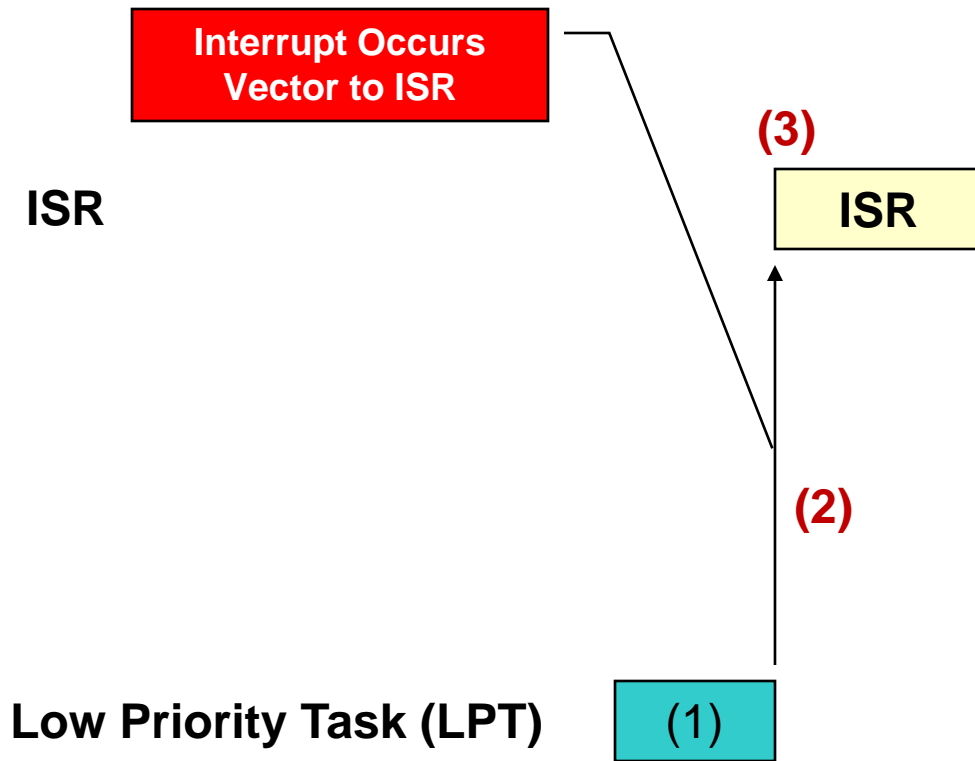 Interrupt Occurs
Vector to ISR
(3)
ISR
ISR
(2)
Low Priority Task (LPT)
(1)